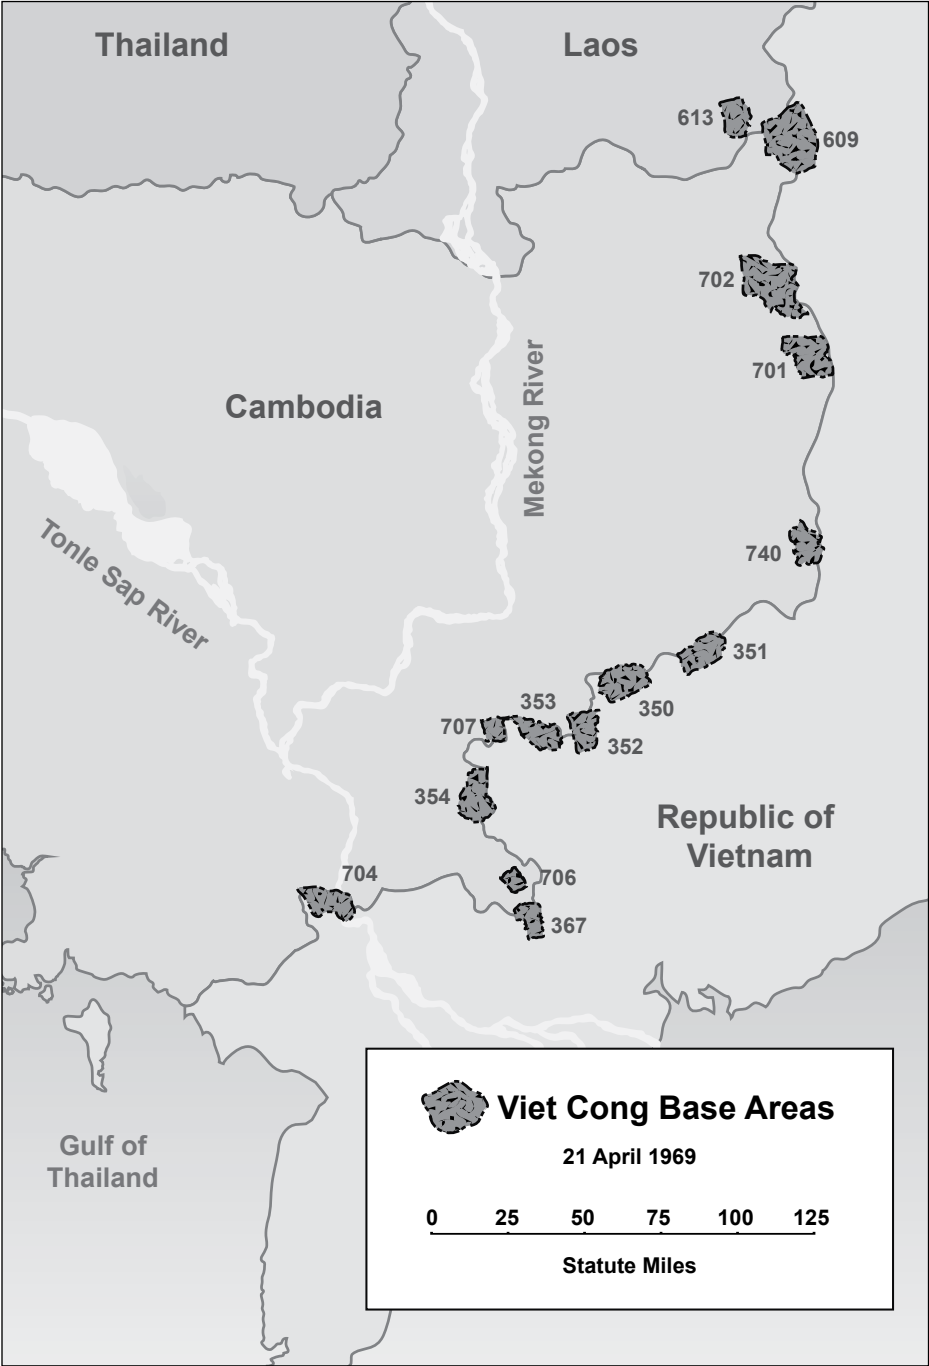 Thailand
Laos
613
609
702
701
Cambodia
Mekong River
Tonle Sap River
740
351
353
350
707
352
354
Republic of
Vietnam
704
706
367
Viet Cong Base Areas
21 April 1969
Gulf of
Thailand
0 25 50 75 100 125
Statute Miles